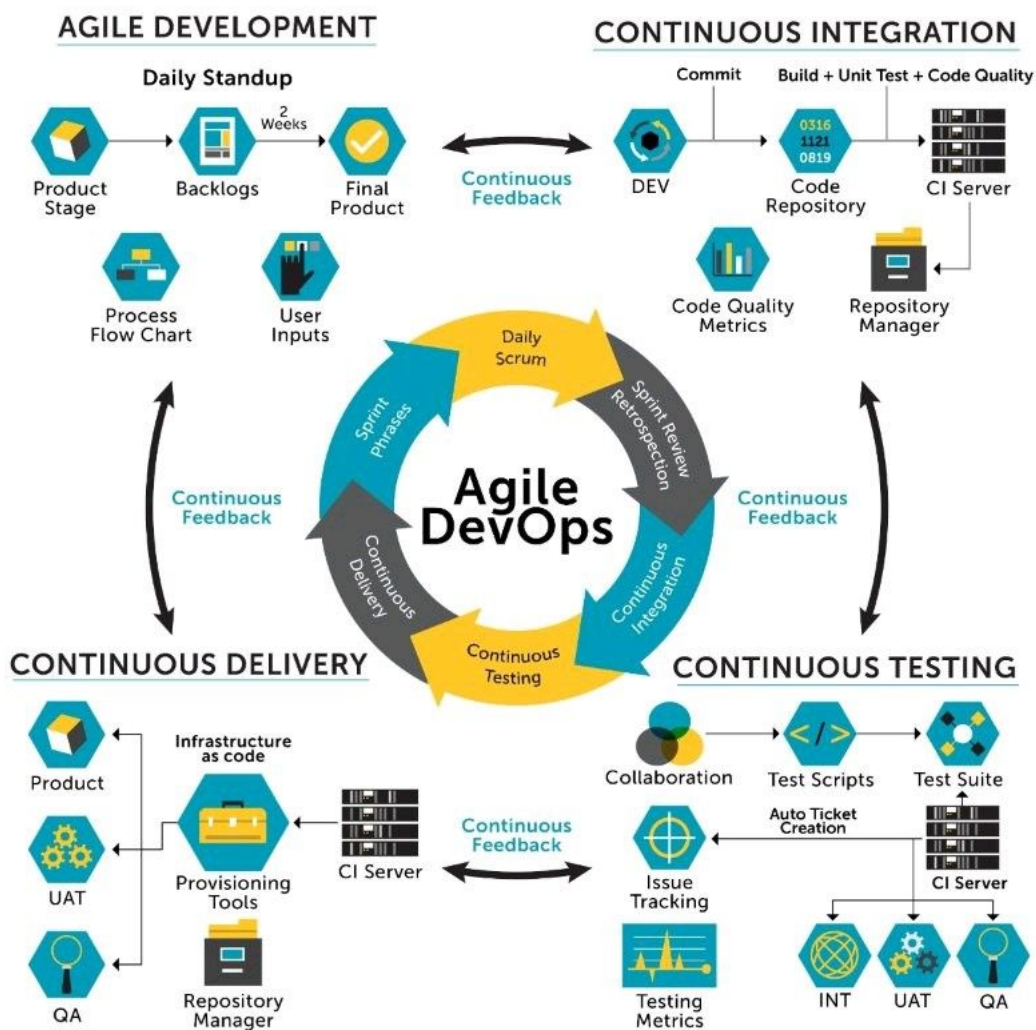 AGILE DEVELOPMENT
Daily Standup
2
Weeks
Product
Stage
Backlogs
Final
Product
Process
Flow Chart
User
Inputs
Continuous
Feedback
CONTINUOUS INTEGRATION
Commit
Build + Unit Test + Code Quality
0316
1121
0819
DEV
Code
Repository
CI Server
Code Quality
Metrics
Repository
Manager
Daily
Scrum
Sprint Review
Retrospection
Continuous
Integration
Continuous
Testing
Continuous
Delivery
Sprint
Phrases
Agile
DevOps
Continuous
Feedback
Continuous
Feedback
CONTINUOUS DELIVERY
Product
Infrastructure
as code
UAT
Provisioning
Tools
CI Server
QA
Repository
Manager
Continuous
Feedback
CONTINUOUS TESTING
Collaboration
</>
Test Scripts
Test Suite
Auto Ticket
Creation
Issue
Tracking
CI Server
Testing
Metrics
INT
UAT
QA